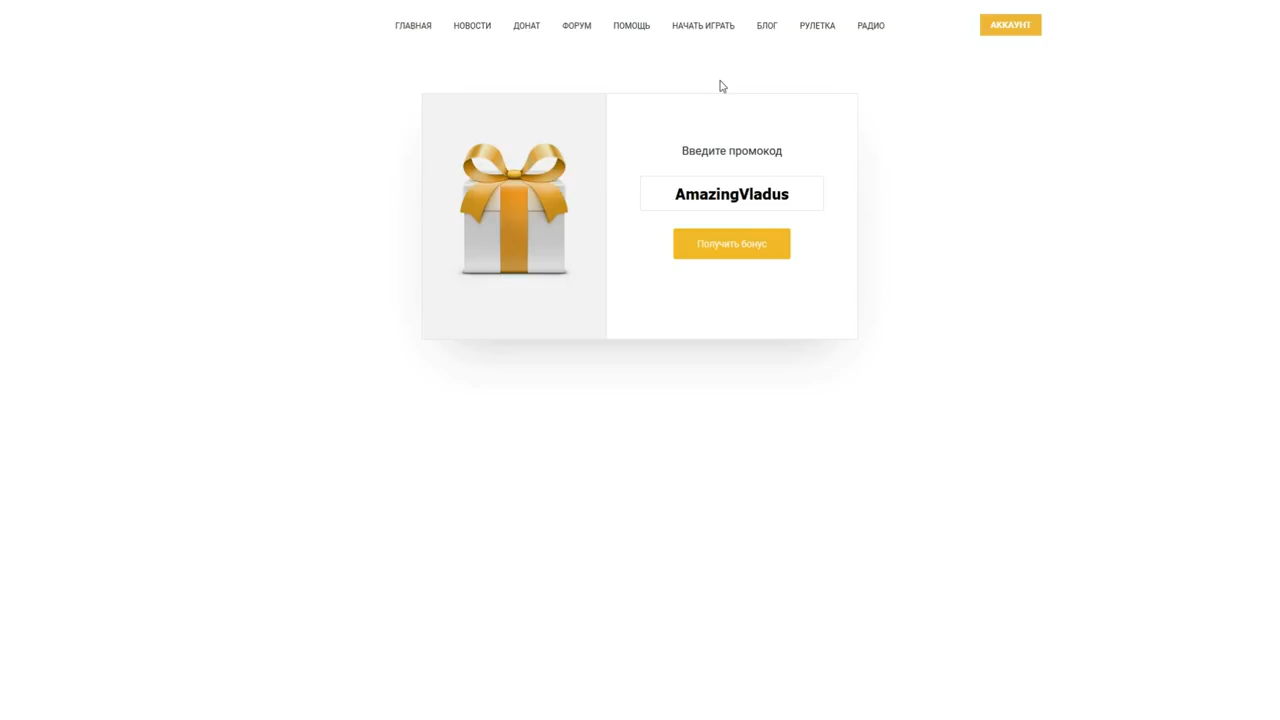 ГЛАВНАЯ НОВОСТИ ДОНАТ ФОРУМ ПОМОЩЬ НАЧАТЬ ИГРАТЬ БЛОГ РУЛЕТКА РАДИО АККАУНТ
Введите промокод
AmazingVladus
Получить бонус